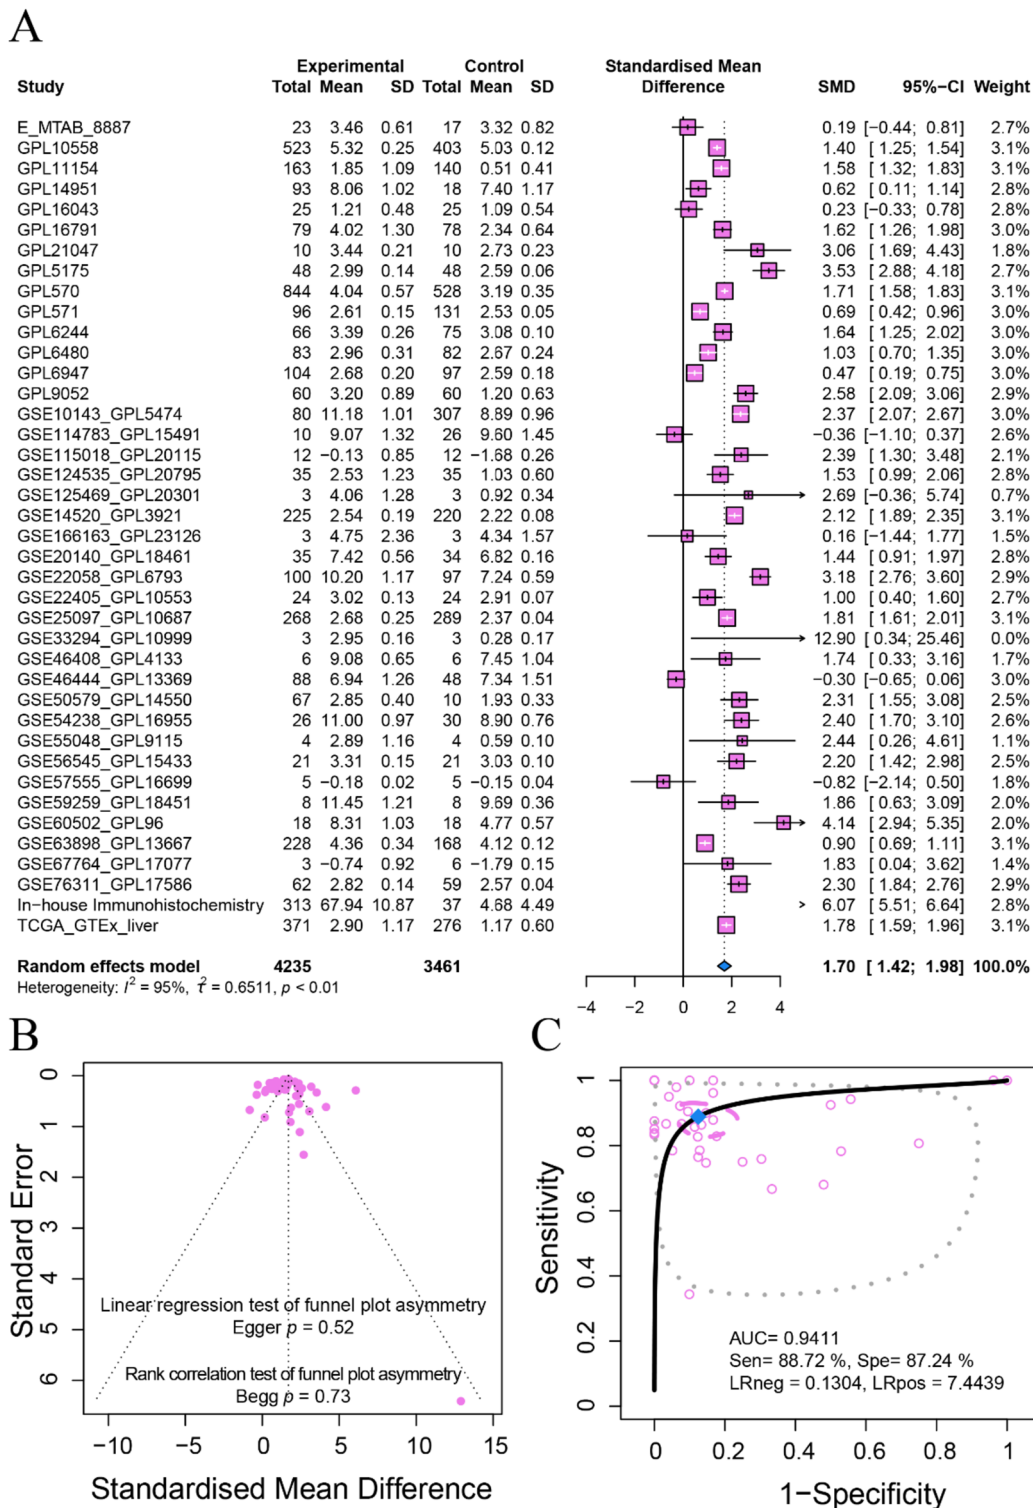 A
Experimental Control Standardised Mean
Study Total Mean SD Total Mean SD Difference SMD 95%−CI Weight
E_MTAB_8887 23 3.46 0.61 17 3.32 0.82 0.19 [−0.44; 0.81] 2.7%
GPL10558 523 5.32 0.25 403 5.03 0.12 1.40 [ 1.25; 1.54] 3.1%
GPL11154 163 1.85 1.09 140 0.51 0.41 1.58 [ 1.32; 1.83] 3.1%
GPL14951 93 8.06 1.02 18 7.40 1.17 0.62 [ 0.11; 1.14] 2.8%
GPL16043 25 1.21 0.48 25 1.09 0.54 0.23 [−0.33; 0.78] 2.8%
GPL16791 79 4.02 1.30 78 2.34 0.64 1.62 [ 1.26; 1.98] 3.0%
GPL21047 10 3.44 0.21 10 2.73 0.23 3.06 [ 1.69; 4.43] 1.8%
GPL5175 48 2.99 0.14 48 2.59 0.06 3.53 [ 2.88; 4.18] 2.7%
GPL570 844 4.04 0.57 528 3.19 0.35 1.71 [ 1.58; 1.83] 3.1%
GPL571 96 2.61 0.15 131 2.53 0.05 0.69 [ 0.42; 0.96] 3.0%
GPL6244 66 3.39 0.26 75 3.08 0.10 1.64 [ 1.25; 2.02] 3.0%
GPL6480 83 2.96 0.31 82 2.67 0.24 1.03 [ 0.70; 1.35] 3.0%
GPL6947 104 2.68 0.20 97 2.59 0.18 0.47 [ 0.19; 0.75] 3.0%
GPL9052 60 3.20 0.89 60 1.20 0.63 2.58 [ 2.09; 3.06] 2.9%
GSE10143_GPL5474 80 11.18 1.01 307 8.89 0.96 2.37 [ 2.07; 2.67] 3.0%
GSE114783_GPL15491 10 9.07 1.32 26 9.60 1.45 −0.36 [−1.10; 0.37] 2.6%
GSE115018_GPL20115 12 −0.13 0.85 12 −1.68 0.26 2.39 [ 1.30; 3.48] 2.1%
GSE124535_GPL20795 35 2.53 1.23 35 1.03 0.60 1.53 [ 0.99; 2.06] 2.8%
GSE125469_GPL20301 3 4.06 1.28 3 0.92 0.34 2.69 [−0.36; 5.74] 0.7%
GSE14520_GPL3921 225 2.54 0.19 220 2.22 0.08 2.12 [ 1.89; 2.35] 3.1%
GSE166163_GPL23126 3 4.75 2.36 3 4.34 1.57 0.16 [−1.44; 1.77] 1.5%
GSE20140_GPL18461 35 7.42 0.56 34 6.82 0.16 1.44 [ 0.91; 1.97] 2.8%
GSE22058_GPL6793 100 10.20 1.17 97 7.24 0.59 3.18 [ 2.76; 3.60] 2.9%
GSE22405_GPL10553 24 3.02 0.13 24 2.91 0.07 1.00 [ 0.40; 1.60] 2.7%
GSE25097_GPL10687 268 2.68 0.25 289 2.37 0.04 1.81 [ 1.61; 2.01] 3.1%
GSE33294_GPL10999 3 2.95 0.16 3 0.28 0.17 12.90 [ 0.34; 25.46] 0.0%
GSE46408_GPL4133 6 9.08 0.65 6 7.45 1.04 1.74 [ 0.33; 3.16] 1.7%
GSE46444_GPL13369 88 6.94 1.26 48 7.34 1.51 −0.30 [−0.65; 0.06] 3.0%
GSE50579_GPL14550 67 2.85 0.40 10 1.93 0.33 2.31 [ 1.55; 3.08] 2.5%
GSE54238_GPL16955 26 11.00 0.97 30 8.90 0.76 2.40 [ 1.70; 3.10] 2.6%
GSE55048_GPL9115 4 2.89 1.16 4 0.59 0.10 2.44 [ 0.26; 4.61] 1.1%
GSE56545_GPL15433 21 3.31 0.15 21 3.03 0.10 2.20 [ 1.42; 2.98] 2.5%
GSE57555_GPL16699 5 −0.18 0.02 5 −0.15 0.04 −0.82 [−2.14; 0.50] 1.8%
GSE59259_GPL18451 8 11.45 1.21 8 9.69 0.36 1.86 [ 0.63; 3.09] 2.0%
GSE60502_GPL96 18 8.31 1.03 18 4.77 0.57 4.14 [ 2.94; 5.35] 2.0%
GSE63898_GPL13667 228 4.36 0.34 168 4.12 0.12 0.90 [ 0.69; 1.11] 3.1%
GSE67764_GPL17077 3 −0.74 0.92 6 −1.79 0.15 1.83 [ 0.04; 3.62] 1.4%
GSE76311_GPL17586 62 2.82 0.14 59 2.57 0.04 2.30 [ 1.84; 2.76] 2.9%
In−house Immunohistochemistry 313 67.94 10.87 37 4.68 4.49 6.07 [ 5.51; 6.64] 2.8%
TCGA_GTEx_liver 371 2.90 1.17 276 1.17 0.60 1.78 [ 1.59; 1.96] 3.1%
Random effects model 4235 3461 1.70 [ 1.42; 1.98] 100.0%
Heterogeneity: I² = 95%, τ² = 0.6511, p < 0.01
−4 −2 0 2 4
B
Standard Error
0
1
2
3
4
5
6
Linear regression test of funnel plot asymmetry
Egger p = 0.52
Rank correlation test of funnel plot asymmetry
Begg p = 0.73
−10 −5 0 5 10 15
Standardised Mean Difference
C
Sensitivity
1
0.8
0.6
0.4
0.2
0
AUC= 0.9411
Sen= 88.72 %, Spe= 87.24 %
LRneg = 0.1304, LRpos = 7.4439
0 0.2 0.4 0.6 0.8 1
1−Specificity